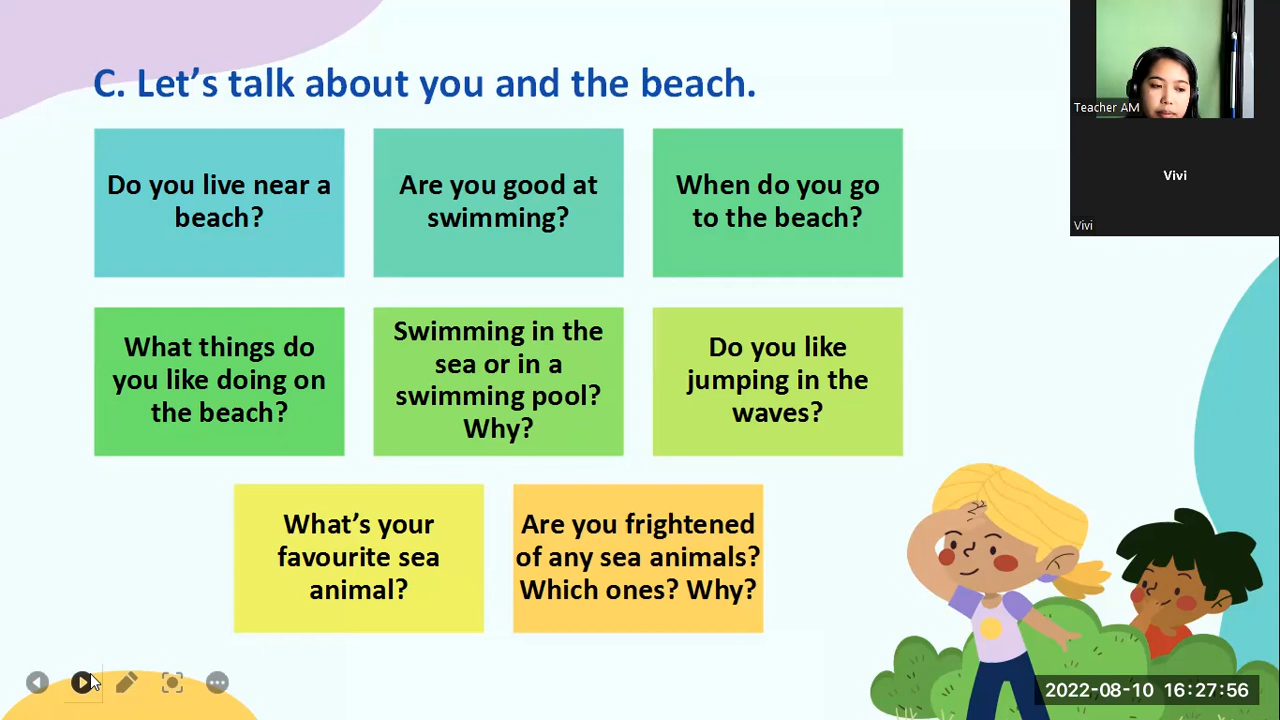 C. Let's talk about you and the beach.
Do you live near a
beach?
Are you good at
swimming?
When do you go
to the beach?
What things do
you like doing on
the beach?
Swimming in the
sea or in a
swimming pool?
Why?
Do you like
jumping in the
waves?
What's your
favourite sea
animal?
Are you frightened
of any sea animals?
Which ones? Why?
Teacher AM
Vivi
Vivi
2022-08-10 16:27:56